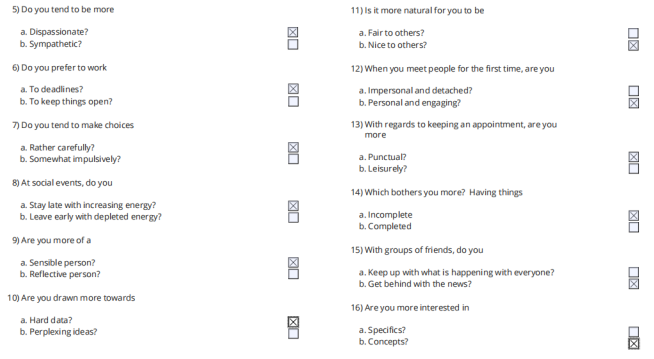 5) Do you tend to be more
a. Dispassionate?
b. Sympathetic?
6) Do you prefer to work
a. To deadlines?
b. To keep things open?
7) Do you tend to make choices
a. Rather carefully?
b. Somewhat impulsively?
8) At social events, do you
a. Stay late with increasing energy?
b. Leave early with depleted energy?
9) Are you more of a
a. Sensible person?
b. Reflective person?
10) Are you drawn more towards
a. Hard data?
b. Perplexing ideas?
11) Is it more natural for you to be
a. Fair to others?
b. Nice to others?
12) When you meet people for the first time, are you
a. Impersonal and detached?
b. Personal and engaging?
13) With regards to keeping an appointment, are you
more
a. Punctual?
b. Leisurely?
14) Which bothers you more? Having things
a. Incomplete
b. Completed
15) With groups of friends, do you
a. Keep up with what is happening with everyone?
b. Get behind with the news?
16) Are you more interested in
a. Specifics?
b. Concepts?